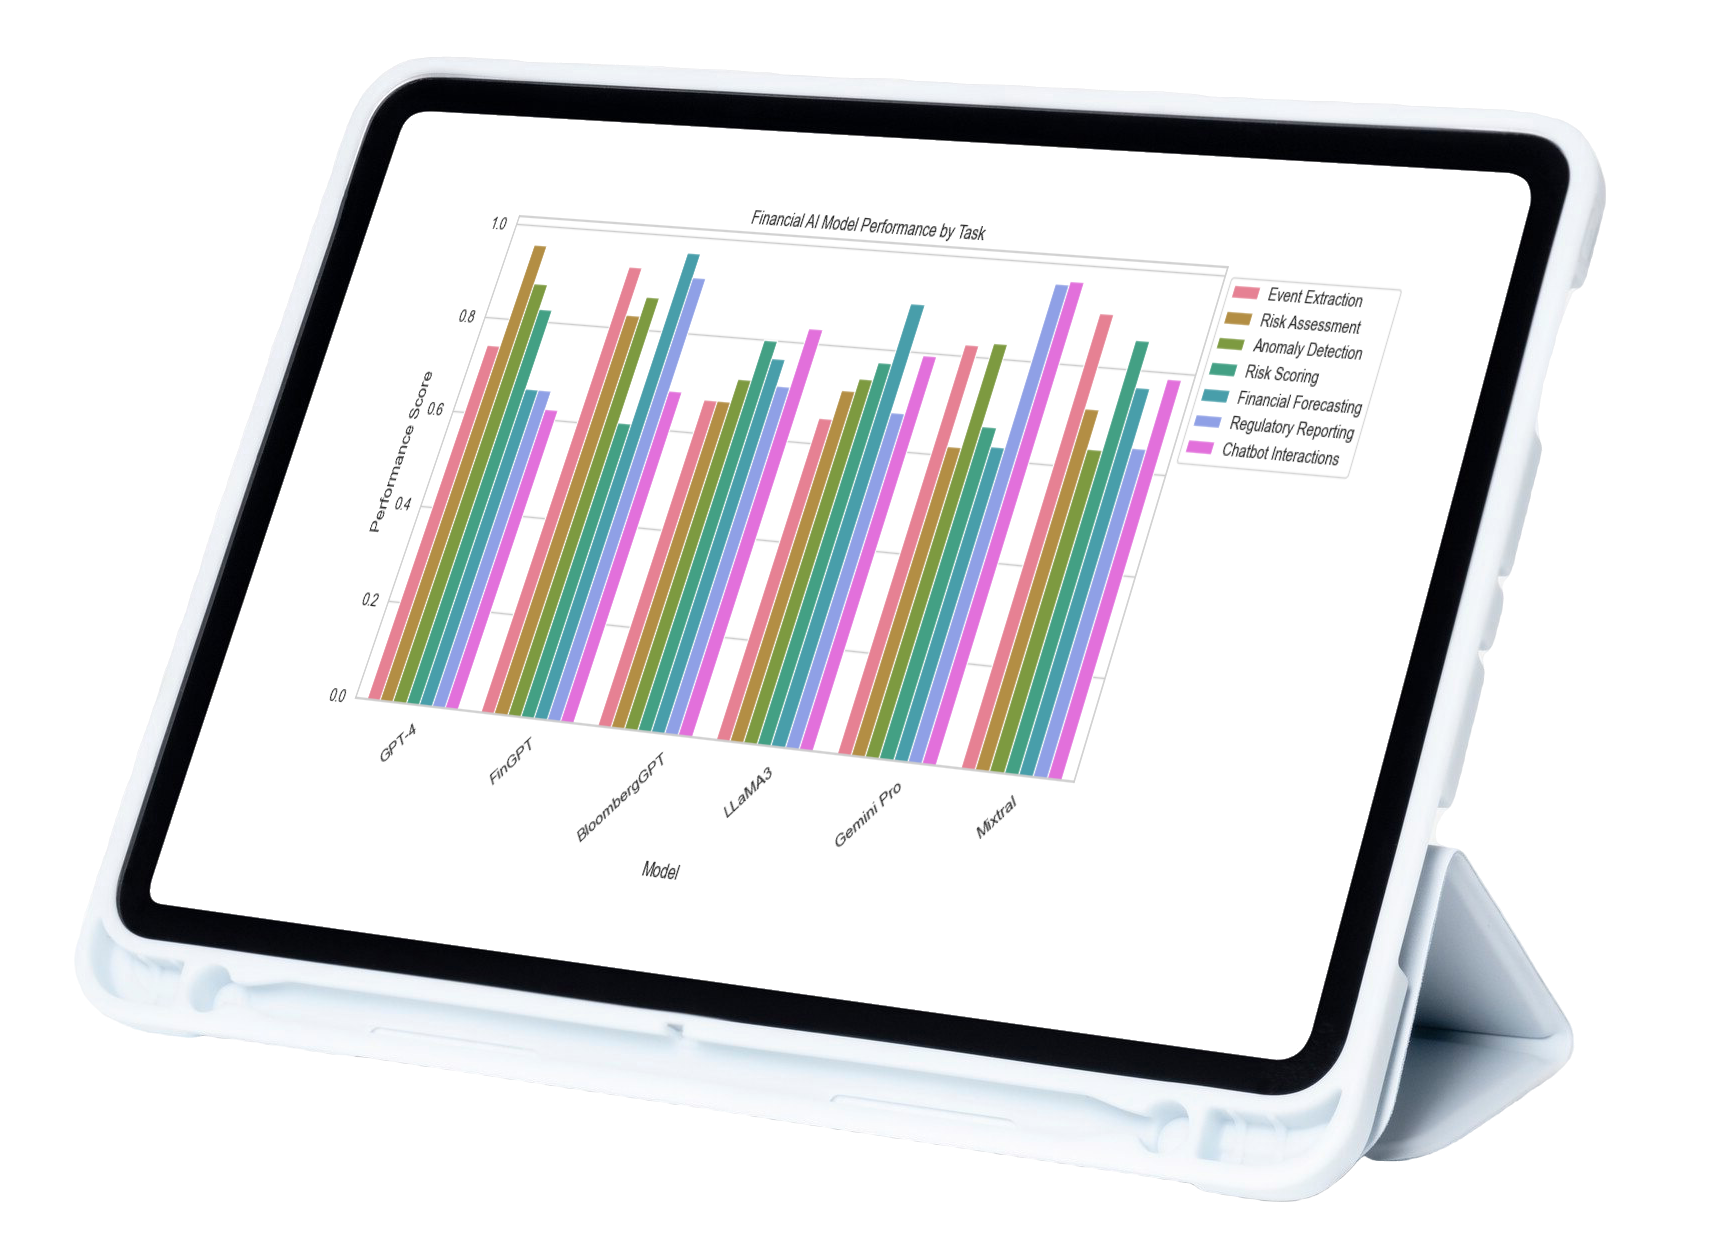 Financial AI Model Performance by Task
1.0
0.8
0.6
0.4
0.2
0.0
Performance Score
GPT-4
FinGPT
BloombergGPT
LLaMA3
Gemini Pro
Mixtral
Model
Event Extraction
Risk Assessment
Anomaly Detection
Risk Scoring
Financial Forecasting
Regulatory Reporting
Chatbot Interactions